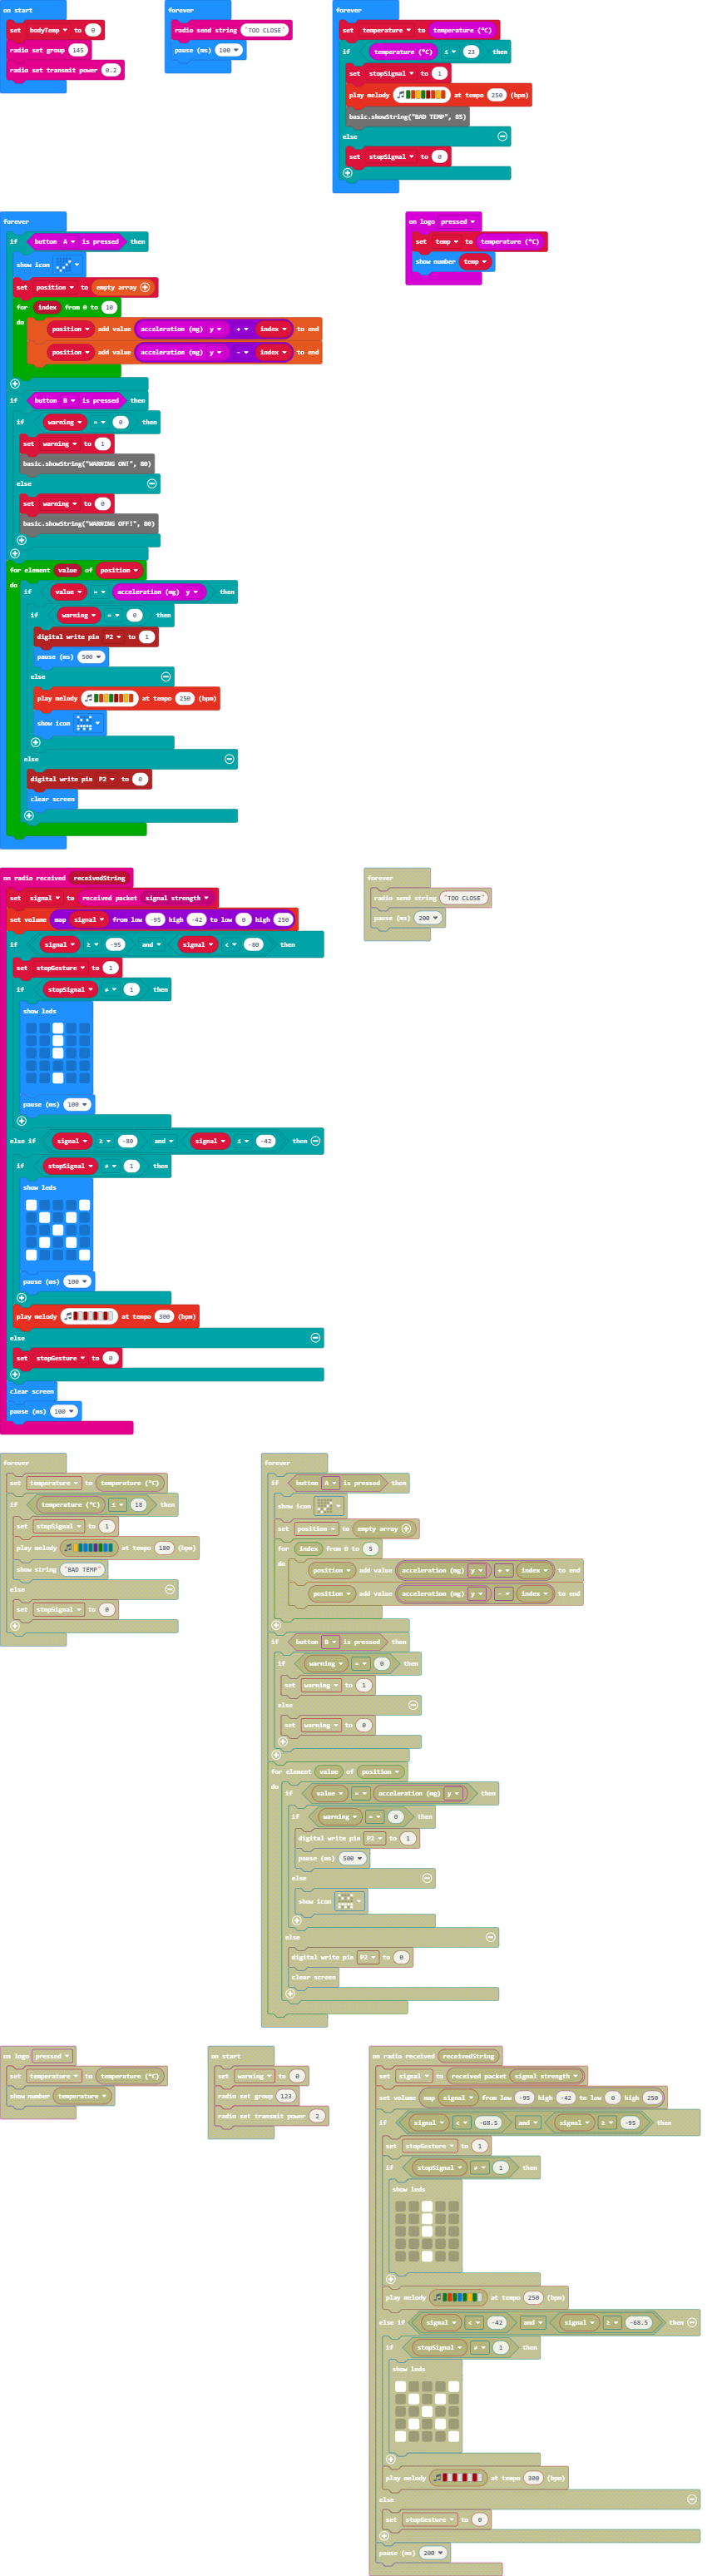 on start
set bodyTemp to 0
radio set group 145
radio set transmit power 0.2
forever
radio send string "TOO CLOSE"
pause (ms) 100
forever
set temperature to temperature (°C)
if temperature (°C) ≤ 23 then
set stopSignal to 1
play melody at tempo 250 (bpm)
basic.showString("BAD TEMP", 85)
else
set stopSignal to 0
forever
if button A is pressed then
show icon
set position to empty array
for index from 0 to 10
do
position add value acceleration (mg) y + index to end
position add value acceleration (mg) y - index to end
if button B is pressed then
if warning = 0 then
set warning to 1
basic.showString("WARNING ON!", 80)
else
set warning to 0
basic.showString("WARNING OFF!", 80)
for element value of position
do
if value = acceleration (mg) y then
if warning = 0 then
digital write pin P2 to 1
pause (ms) 500
else
play melody at tempo 250 (bpm)
show icon
else
digital write pin P2 to 0
clear screen
on logo pressed
set temp to temperature (°C)
show number temp
on radio received receivedString
set signal to received packet signal strength
set volume map signal from low -95 high -42 to low 0 high 250
if signal ≥ -95 and signal < -80 then
set stopGesture to 1
if stopSignal ≠ 1 then
show leds
pause (ms) 100
else if signal ≥ -80 and signal ≤ -42 then
if stopSignal ≠ 1 then
show leds
pause (ms) 100
play melody at tempo 300 (bpm)
else
set stopGesture to 0
clear screen
pause (ms) 100
forever
radio send string "TOO CLOSE"
pause (ms) 200
forever
set temperature to temperature (°C)
if temperature (°C) ≤ 18 then
set stopSignal to 1
play melody at tempo 180 (bpm)
show string "BAD TEMP"
else
set stopSignal to 0
forever
if button A is pressed then
show icon
set position to empty array
for index from 0 to 5
do
position add value acceleration (mg) y + index to end
position add value acceleration (mg) y - index to end
if button B is pressed then
if warning = 0 then
set warning to 1
else
set warning to 0
for element value of position
do
if value = acceleration (mg) y then
if warning = 0 then
digital write pin P2 to 1
pause (ms) 500
else
show icon
else
digital write pin P2 to 0
clear screen
on logo pressed
set temperature to temperature (°C)
show number temperature
on start
set warning to 0
radio set group 123
radio set transmit power 2
on radio received receivedString
set signal to received packet signal strength
set volume map signal from low -95 high -42 to low 0 high 250
if signal < -68.5 and signal ≥ -95 then
set stopGesture to 1
if stopSignal ≠ 1 then
show leds
play melody at tempo 250 (bpm)
else if signal < -42 and signal ≥ -68.5 then
if stopSignal ≠ 1 then
show leds
play melody at tempo 300 (bpm)
else
set stopGesture to 0
pause (ms) 200